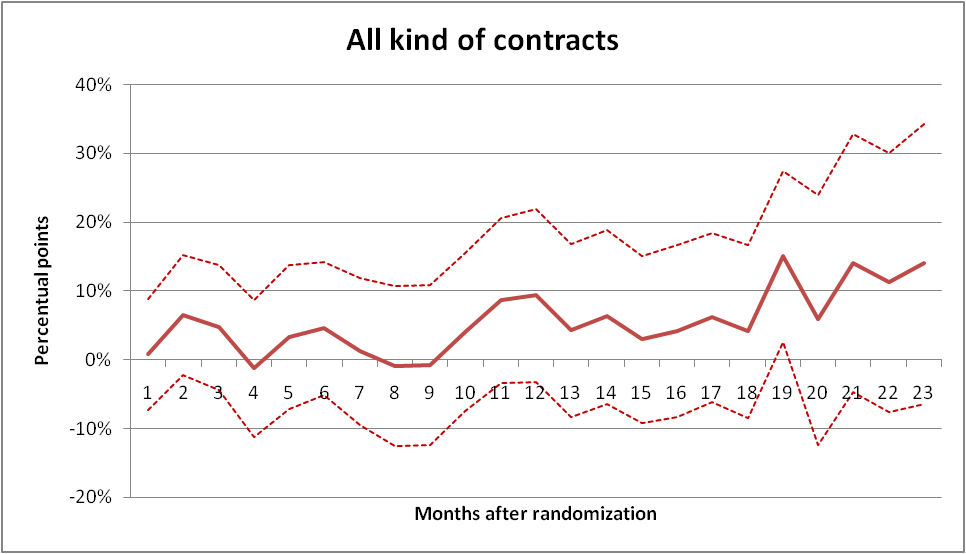 All kind of contracts
40%
30%
20%
10%
0%
-10%
-20%
Percentual points
1 2 3 4 5 6 7 8 9 10 11 12 13 14 15 16 17 18 19 20 21 22 23
Months after randomization